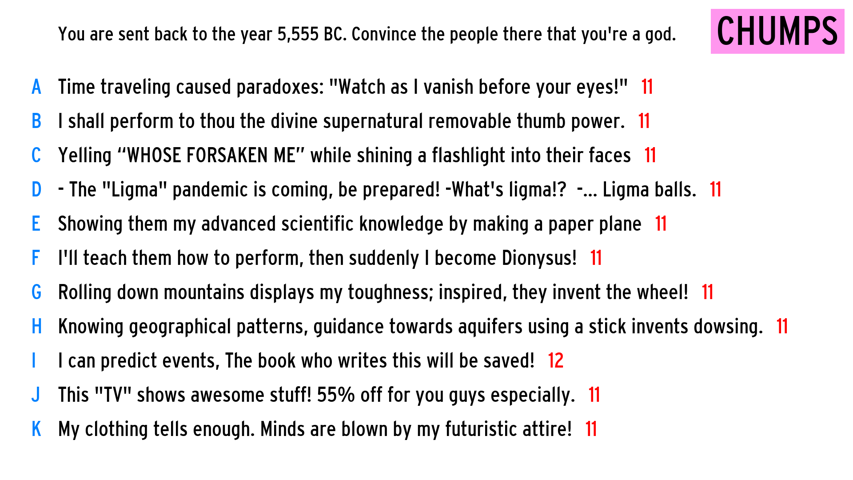 You are sent back to the year 5,555 BC. Convince the people there that you're a god.
CHUMPS
A Time traveling caused paradoxes: "Watch as I vanish before your eyes!" 11
B I shall perform to thou the divine supernatural removable thumb power. 11
C Yelling “WHOSE FORSAKEN ME” while shining a flashlight into their faces 11
D - The "Ligma" pandemic is coming, be prepared! -What's ligma!? -... Ligma balls. 11
E Showing them my advanced scientific knowledge by making a paper plane 11
F I'll teach them how to perform, then suddenly I become Dionysus! 11
G Rolling down mountains displays my toughness; inspired, they invent the wheel! 11
H Knowing geographical patterns, guidance towards aquifers using a stick invents dowsing. 11
I I can predict events, The book who writes this will be saved! 12
J This "TV" shows awesome stuff! 55% off for you guys especially. 11
K My clothing tells enough. Minds are blown by my futuristic attire! 11